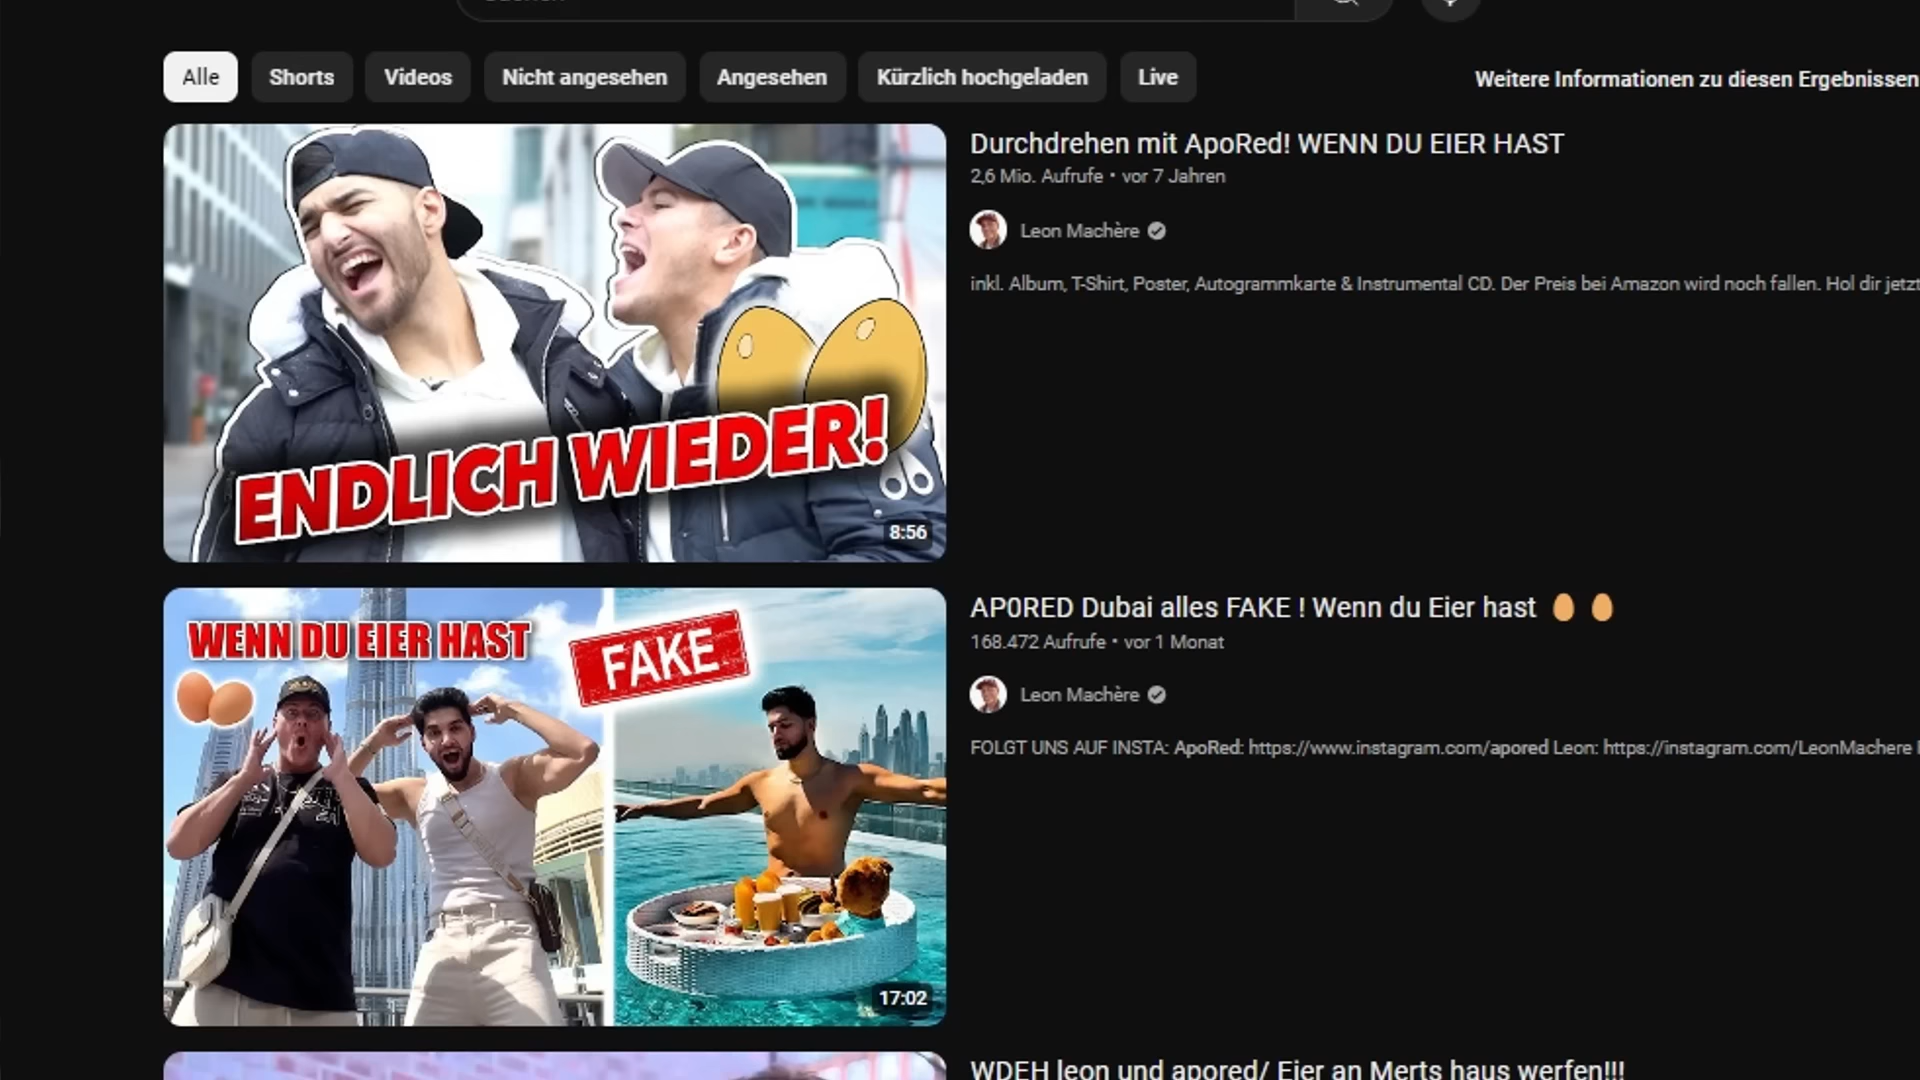 Alle
Shorts
Videos
Nicht angesehen
Angesehen
Kürzlich hochgeladen
Live
Weitere Informationen zu diesen Ergebnissen
ENDLICH WIEDER!
8:56
Durchdrehen mit ApoRed! WENN DU EIER HAST
2,6 Mio. Aufrufe • vor 7 Jahren
Leon Machère
inkl. Album, T-Shirt, Poster, Autogrammkarte & Instrumental CD. Der Preis bei Amazon wird noch fallen. Hol dir jetzt
WENN DU EIER HAST
FAKE
17:02
AP0RED Dubai alles FAKE ! Wenn du Eier hast
168.472 Aufrufe • vor 1 Monat
Leon Machère
FOLGT UNS AUF INSTA: ApoRed: https://www.instagram.com/apored Leon: https://instagram.com/LeonMachere
WDEH leon und apored/ Eier an Merts haus werfen!!!